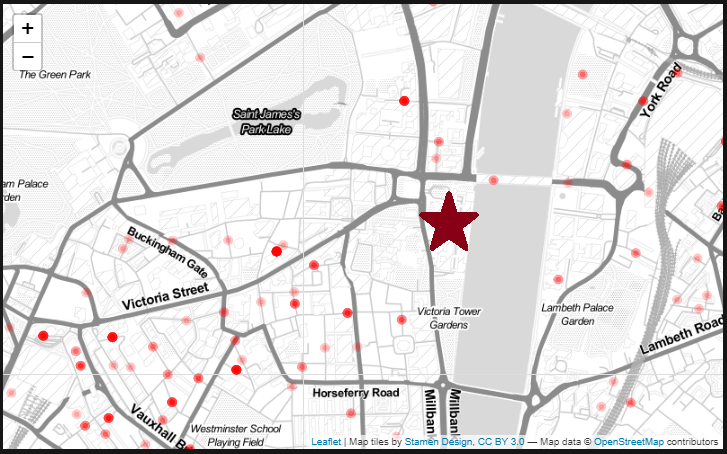 +
−
The Green Park
York Road
Saint James's
Park Lake
am Palace
rden
Buckingham Gate
Victoria Street
Victoria Tower
Gardens
Lambeth Palace
Garden
Lambeth Road
Horseferry Road
Millbank
Millbank
Vauxhall B
Westminster School
Playing Field
Leaflet | Map tiles by Stamen Design, CC BY 3.0 — Map data © OpenStreetMap contributors